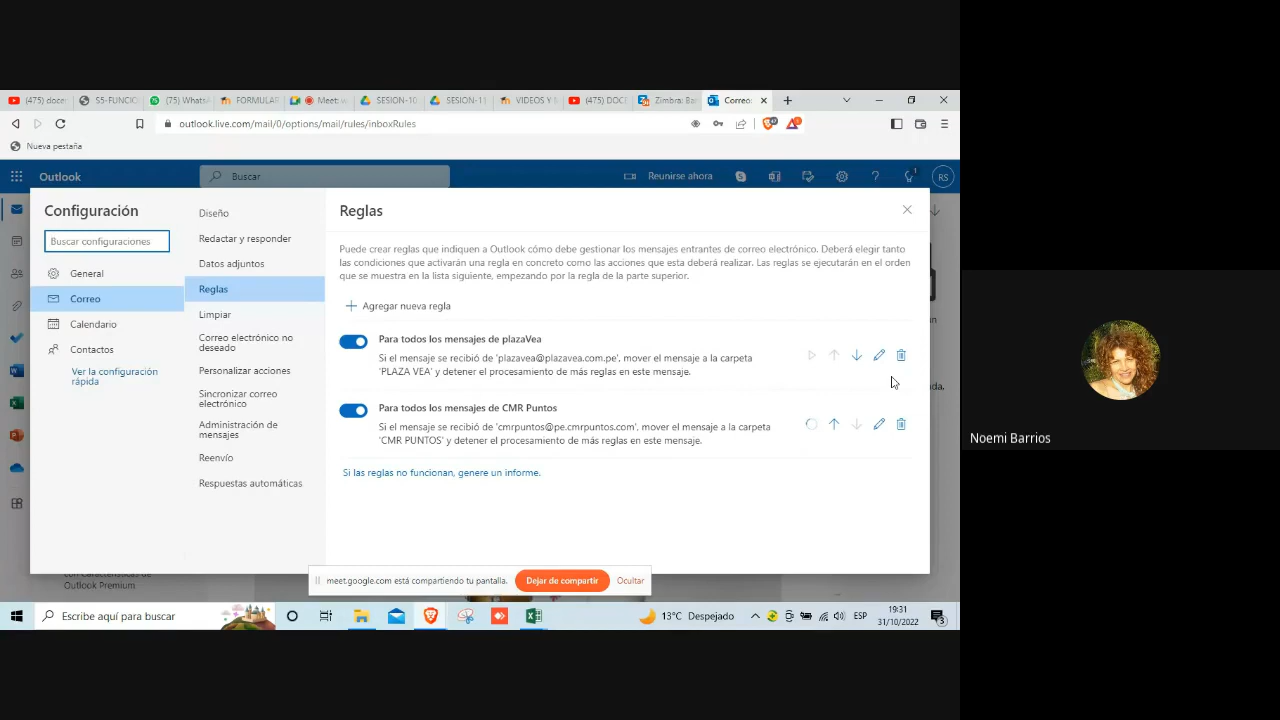 (475) doce
S5-FUNCIO
(75) Whats
FORMULAR
Meet: w
SESION-10
SESION-11
VIDEOS Y
(475) DOCE
Zimbra: Ba
Correo:
outlook.live.com/mail/0/options/mail/rules/inboxRules
Nueva pestaña
Outlook
Buscar
Reunirse ahora
RS
Configuración
Buscar configuraciones
General
Correo
Calendario
Contactos
Ver la configuración
rápida
Diseño
Redactar y responder
Datos adjuntos
Reglas
Limpiar
Correo electrónico no
deseado
Personalizar acciones
Sincronizar correo
electrónico
Administración de
mensajes
Reenvío
Respuestas automáticas
Reglas
Puede crear reglas que indiquen a Outlook cómo debe gestionar los mensajes entrantes de correo electrónico. Deberá elegir tanto
las condiciones que activarán una regla en concreto como las acciones que esta deberá realizar. Las reglas se ejecutarán en el orden
que se muestra en la lista siguiente, empezando por la regla de la parte superior.
Agregar nueva regla
Para todos los mensajes de plazaVea
Si el mensaje se recibió de 'plazavea@plazavea.com.pe', mover el mensaje a la carpeta
'PLAZA VEA' y detener el procesamiento de más reglas en este mensaje.
Para todos los mensajes de CMR Puntos
Si el mensaje se recibió de 'cmrpuntos@pe.cmrpuntos.com', mover el mensaje a la carpeta
'CMR PUNTOS' y detener el procesamiento de más reglas en este mensaje.
Si las reglas no funcionan, genere un informe.
con características de
Outlook Premium
meet.google.com está compartiendo tu pantalla.
Dejar de compartir
Ocultar
Escribe aquí para buscar
13°C Despejado
ESP
19:31
31/10/2022
3
Noemi Barrios